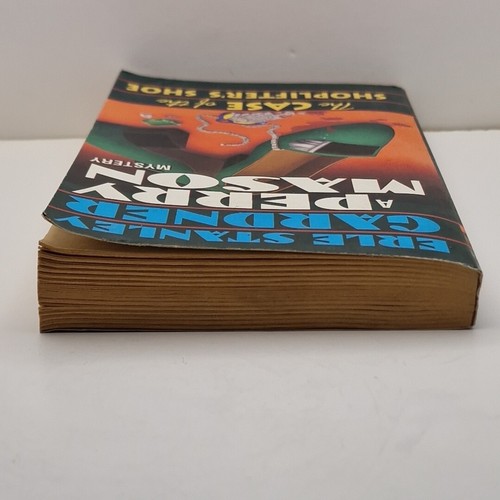 ERLE STANLEY
GARDNER
A PERRY
MASON
MYSTERY
The CASE of the
SHOPLIFTER'S SHOE